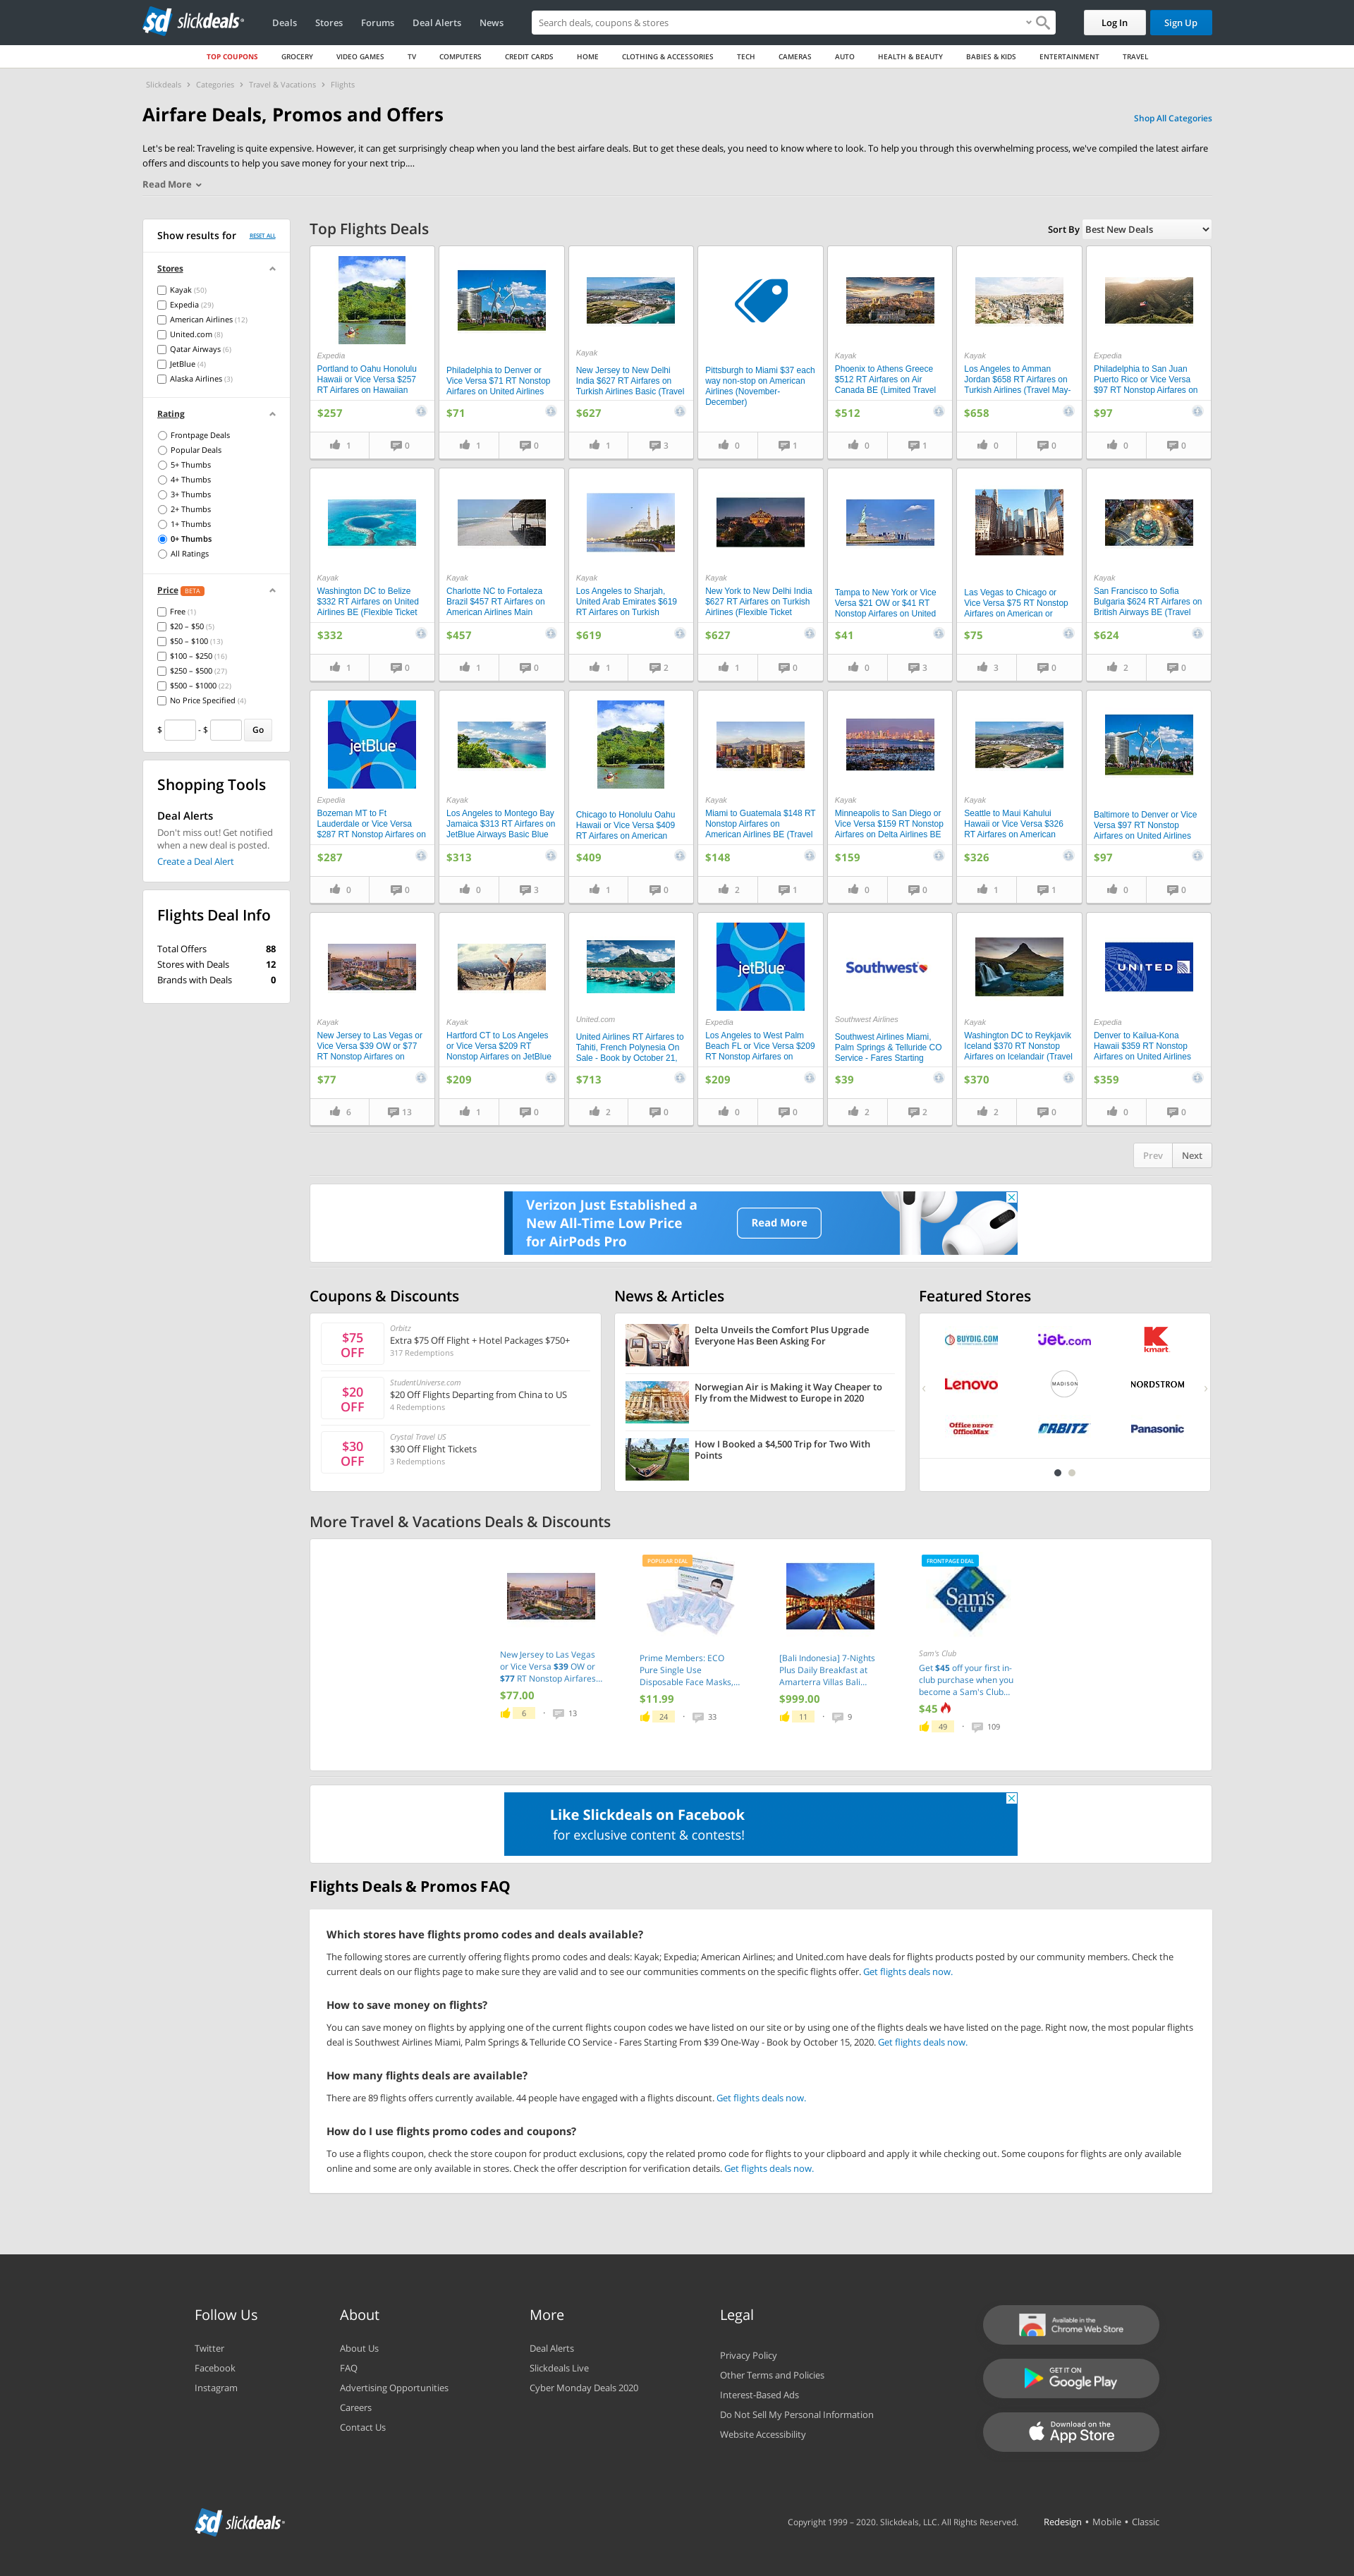 slickdeals
Deals Stores Forums Deal Alerts News
Search deals, coupons & stores
Log In Sign Up
TOP COUPONS GROCERY VIDEO GAMES TV COMPUTERS CREDIT CARDS HOME CLOTHING & ACCESSORIES TECH CAMERAS AUTO HEALTH & BEAUTY BABIES & KIDS ENTERTAINMENT TRAVEL
Slickdeals > Categories > Travel & Vacations > Flights
Airfare Deals, Promos and Offers
Shop All Categories
Let's be real: Traveling is quite expensive. However, it can get surprisingly cheap when you land the best airfare deals. But to get these deals, you need to know where to look. To help you through this overwhelming process, we've compiled the latest airfare
offers and discounts to help you save money for your next trip....
Read More
Show results for RESET ALL
Stores
Kayak (50)
Expedia (29)
American Airlines (12)
United.com (8)
Qatar Airways (6)
JetBlue (4)
Alaska Airlines (3)
Rating
Frontpage Deals
Popular Deals
5+ Thumbs
4+ Thumbs
3+ Thumbs
2+ Thumbs
1+ Thumbs
0+ Thumbs
All Ratings
Price BETA
Free (1)
$20 – $50 (5)
$50 – $100 (13)
$100 – $250 (16)
$250 – $500 (27)
$500 – $1000 (22)
No Price Specified (4)
$ - $ Go
Shopping Tools
Deal Alerts
Don't miss out! Get notified
when a new deal is posted.
Create a Deal Alert
Flights Deal Info
Total Offers 88
Stores with Deals 12
Brands with Deals 0
Top Flights Deals
Sort By Best New Deals
Expedia
Portland to Oahu Honolulu
Hawaii or Vice Versa $257
RT Airfares on Hawaiian
$257
1 0
Philadelphia to Denver or
Vice Versa $71 RT Nonstop
Airfares on United Airlines
$71
1 0
Kayak
New Jersey to New Delhi
India $627 RT Airfares on
Turkish Airlines Basic (Travel
$627
1 3
Pittsburgh to Miami $37 each
way non-stop on American
Airlines (November-
December)
0 1
Kayak
Phoenix to Athens Greece
$512 RT Airfares on Air
Canada BE (Limited Travel
$512
0 1
Kayak
Los Angeles to Amman
Jordan $658 RT Airfares on
Turkish Airlines (Travel May-
$658
0 0
Expedia
Philadelphia to San Juan
Puerto Rico or Vice Versa
$97 RT Nonstop Airfares on
$97
0 0
Kayak
Washington DC to Belize
$332 RT Airfares on United
Airlines BE (Flexible Ticket
$332
1 0
Kayak
Charlotte NC to Fortaleza
Brazil $457 RT Airfares on
American Airlines Main
$457
1 0
Kayak
Los Angeles to Sharjah,
United Arab Emirates $619
RT Airfares on Turkish
$619
1 2
Kayak
New York to New Delhi India
$627 RT Airfares on Turkish
Airlines (Flexible Ticket
$627
1 0
Tampa to New York or Vice
Versa $21 OW or $41 RT
Nonstop Airfares on United
$41
0 3
Las Vegas to Chicago or
Vice Versa $75 RT Nonstop
Airfares on American or
$75
3 0
Kayak
San Francisco to Sofia
Bulgaria $624 RT Airfares on
British Airways BE (Travel
$624
2 0
jetBlue
Expedia
Bozeman MT to Ft
Lauderdale or Vice Versa
$287 RT Nonstop Airfares on
$287
0 0
Kayak
Los Angeles to Montego Bay
Jamaica $313 RT Airfares on
JetBlue Airways Basic Blue
$313
0 3
Chicago to Honolulu Oahu
Hawaii or Vice Versa $409
RT Airfares on American
$409
1 0
Kayak
Miami to Guatemala $148 RT
Nonstop Airfares on
American Airlines BE (Travel
$148
2 1
Kayak
Minneapolis to San Diego or
Vice Versa $159 RT Nonstop
Airfares on Delta Airlines BE
$159
0 0
Kayak
Seattle to Maui Kahului
Hawaii or Vice Versa $326
RT Airfares on American
$326
1 1
Baltimore to Denver or Vice
Versa $97 RT Nonstop
Airfares on United Airlines
$97
0 0
Kayak
New Jersey to Las Vegas or
Vice Versa $39 OW or $77
RT Nonstop Airfares on
$77
6 13
Kayak
Hartford CT to Los Angeles
or Vice Versa $209 RT
Nonstop Airfares on JetBlue
$209
1 0
United.com
United Airlines RT Airfares to
Tahiti, French Polynesia On
Sale - Book by October 21,
$713
2 0
jetBlue
Expedia
Los Angeles to West Palm
Beach FL or Vice Versa $209
RT Nonstop Airfares on
$209
0 0
Southwest
Southwest Airlines
Southwest Airlines Miami,
Palm Springs & Telluride CO
Service - Fares Starting
$39
2 2
Kayak
Washington DC to Reykjavik
Iceland $370 RT Nonstop
Airfares on Icelandair (Travel
$370
2 0
UNITED
Expedia
Denver to Kailua-Kona
Hawaii $359 RT Nonstop
Airfares on United Airlines
$359
0 0
Prev Next
Verizon Just Established a
New All-Time Low Price
for AirPods Pro
Read More
Coupons & Discounts
$75
OFF
Orbitz
Extra $75 Off Flight + Hotel Packages $750+
317 Redemptions
$20
OFF
StudentUniverse.com
$20 Off Flights Departing from China to US
4 Redemptions
$30
OFF
Crystal Travel US
$30 Off Flight Tickets
3 Redemptions
News & Articles
Delta Unveils the Comfort Plus Upgrade
Everyone Has Been Asking For
Norwegian Air is Making it Way Cheaper to
Fly from the Midwest to Europe in 2020
How I Booked a $4,500 Trip for Two With
Points
Featured Stores
BUYDIG.COM jet.com kmart
Lenovo MADISON NORDSTROM
Office DEPOT
OfficeMax
ORBITZ Panasonic
More Travel & Vacations Deals & Discounts
New Jersey to Las Vegas
or Vice Versa $39 OW or
$77 RT Nonstop Airfares...
$77.00
6 · 13
POPULAR DEAL
Prime Members: ECO
Pure Single Use
Disposable Face Masks,...
$11.99
24 · 33
[Bali Indonesia] 7-Nights
Plus Daily Breakfast at
Amarterra Villas Bali...
$999.00
11 · 9
FRONTPAGE DEAL
Sam's
CLUB
Sam's Club
Get $45 off your first in-
club purchase when you
become a Sam's Club...
$45
49 · 109
Like Slickdeals on Facebook
for exclusive content & contests!
Flights Deals & Promos FAQ
Which stores have flights promo codes and deals available?
The following stores are currently offering flights promo codes and deals: Kayak; Expedia; American Airlines; and United.com have deals for flights products posted by our community members. Check the
current deals on our flights page to make sure they are valid and to see our communities comments on the specific flights offer. Get flights deals now.
How to save money on flights?
You can save money on flights by applying one of the current flights coupon codes we have listed on our site or by using one of the flights deals we have listed on the page. Right now, the most popular flights
deal is Southwest Airlines Miami, Palm Springs & Telluride CO Service - Fares Starting From $39 One-Way - Book by October 15, 2020. Get flights deals now.
How many flights deals are available?
There are 89 flights offers currently available. 44 people have engaged with a flights discount. Get flights deals now.
How do I use flights promo codes and coupons?
To use a flights coupon, check the store coupon for product exclusions, copy the related promo code for flights to your clipboard and apply it while checking out. Some coupons for flights are only available
online and some are only available in stores. Check the offer description for verification details. Get flights deals now.
Follow Us
Twitter
Facebook
Instagram
About
About Us
FAQ
Advertising Opportunities
Careers
Contact Us
More
Deal Alerts
Slickdeals Live
Cyber Monday Deals 2020
Legal
Privacy Policy
Other Terms and Policies
Interest-Based Ads
Do Not Sell My Personal Information
Website Accessibility
Available in the
Chrome Web Store
GET IT ON
Google Play
Download on the
App Store
slickdeals
Copyright 1999 – 2020. Slickdeals, LLC. All Rights Reserved. Redesign • Mobile • Classic